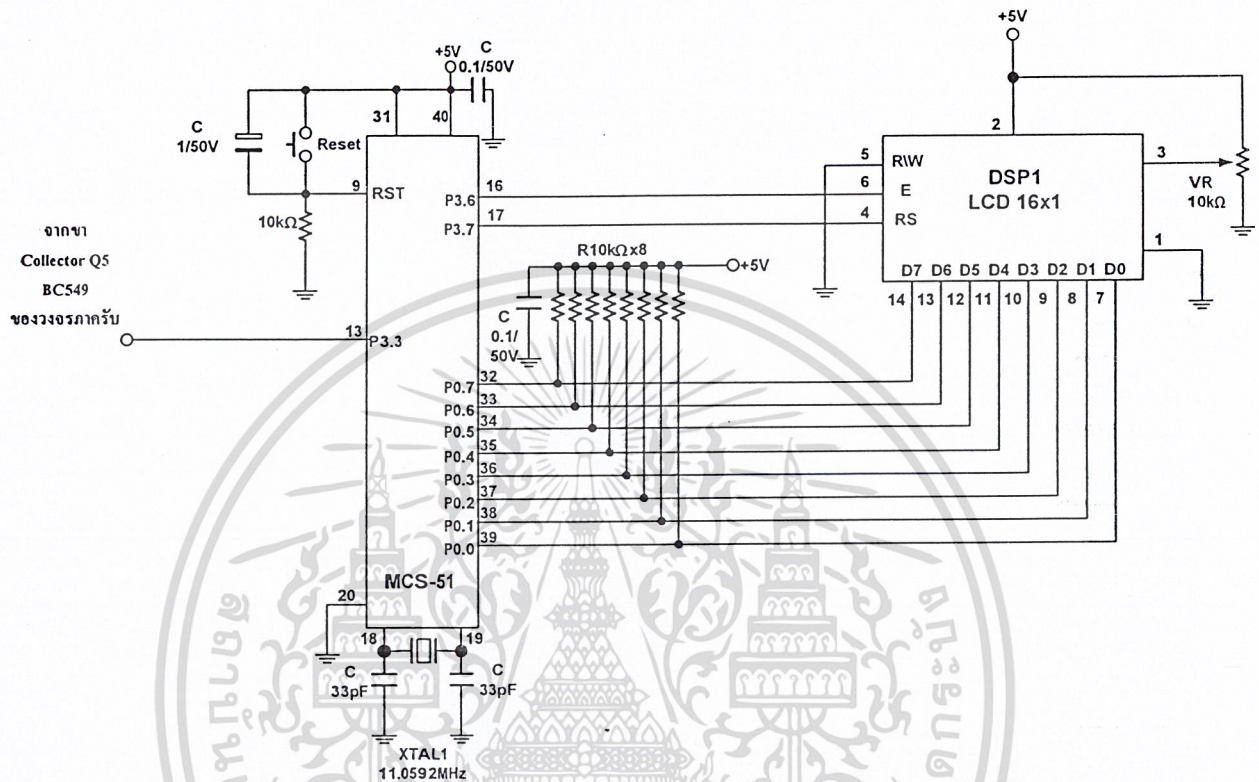 +5V
C
0.1/50V
31
40
C
1/50V
Reset
9
RST
10kΩ
จากขา
Collector Q5
BC549
ของวงจรภาครับ
13
P3.3
P3.6
16
P3.7
17
R10kΩx8
+5V
C
0.1/
50V
P0.7
32
P0.6
33
P0.5
34
P0.4
35
P0.3
36
P0.2
37
P0.1
38
P0.0
39
MCS-51
20
18
19
C
33pF
C
33pF
XTAL1
11.0592MHz
+5V
2
5
R\W
6
E
4
RS
DSP1
LCD 16x1
3
VR
10kΩ
1
D7 D6 D5 D4 D3 D2 D1 D0
14 13 12 11 10 9 8 7